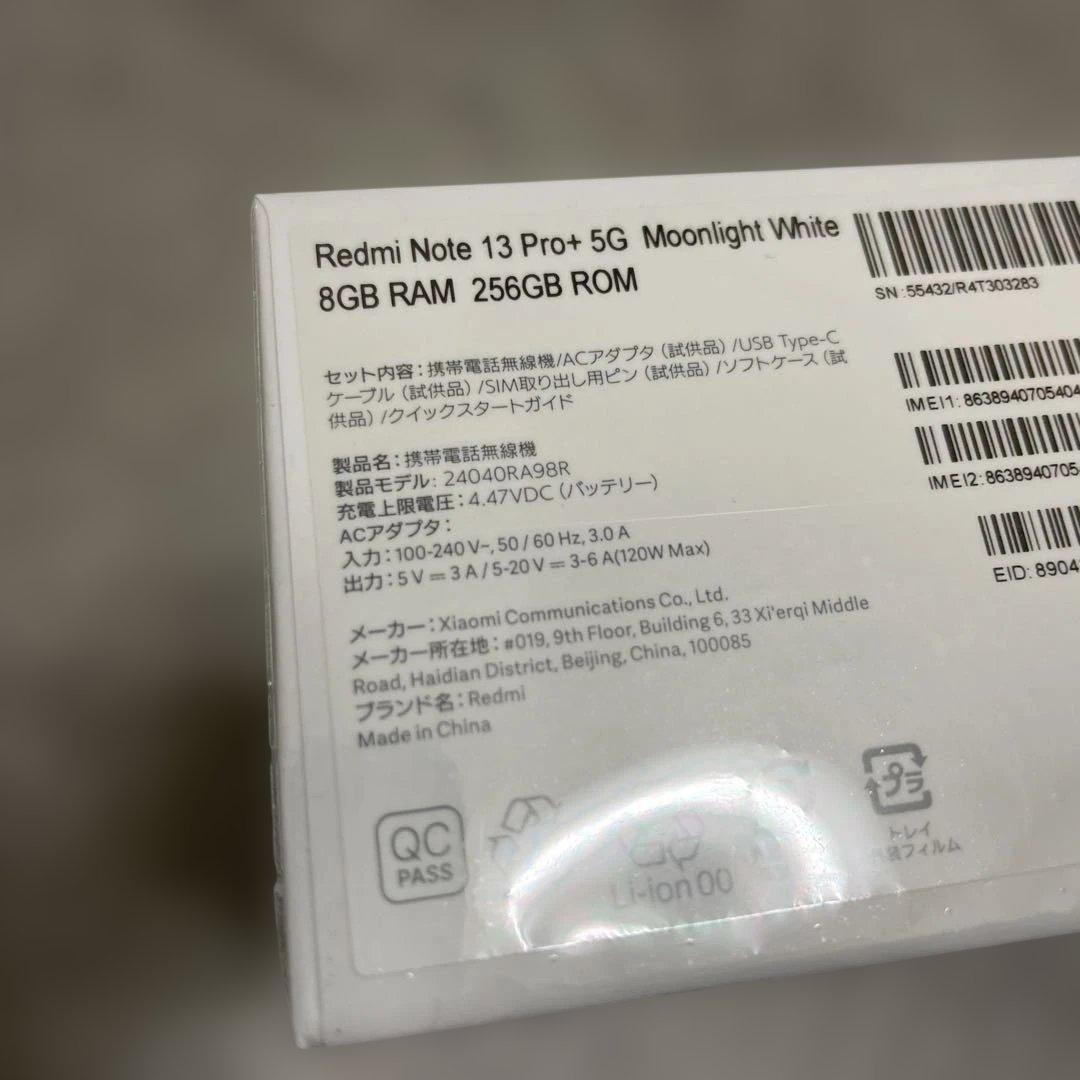 Redmi Note 13 Pro+ 5G Moonlight White
8GB RAM 256GB ROM
SN:55432/R4T303283
セット内容：携帯電話無線機/ACアダプタ（試供品）/USB Type-C
ケーブル（試供品）/SIM取り出し用ピン（試供品）/ソフトケース（試
供品）/クイックスタートガイド
IMEI1:8638940705404
IMEI2:8638940705
製品名：携帯電話無線機
製品モデル：24040RA98R
充電上限電圧：4.47VDC（バッテリー）
ACアダプタ：
入力：100-240V~, 50 / 60 Hz, 3.0 A
出力：5 V ⎓ 3 A / 5-20 V ⎓ 3-6 A(120W Max)
EID: 8904
メーカー：Xiaomi Communications Co., Ltd.
メーカー所在地：#019, 9th Floor, Building 6, 33 Xi'erqi Middle
Road, Haidian District, Beijing, China, 100085
ブランド名：Redmi
Made in China
QC
PASS
Li-ion 00
プラ
トレイ
フィルム